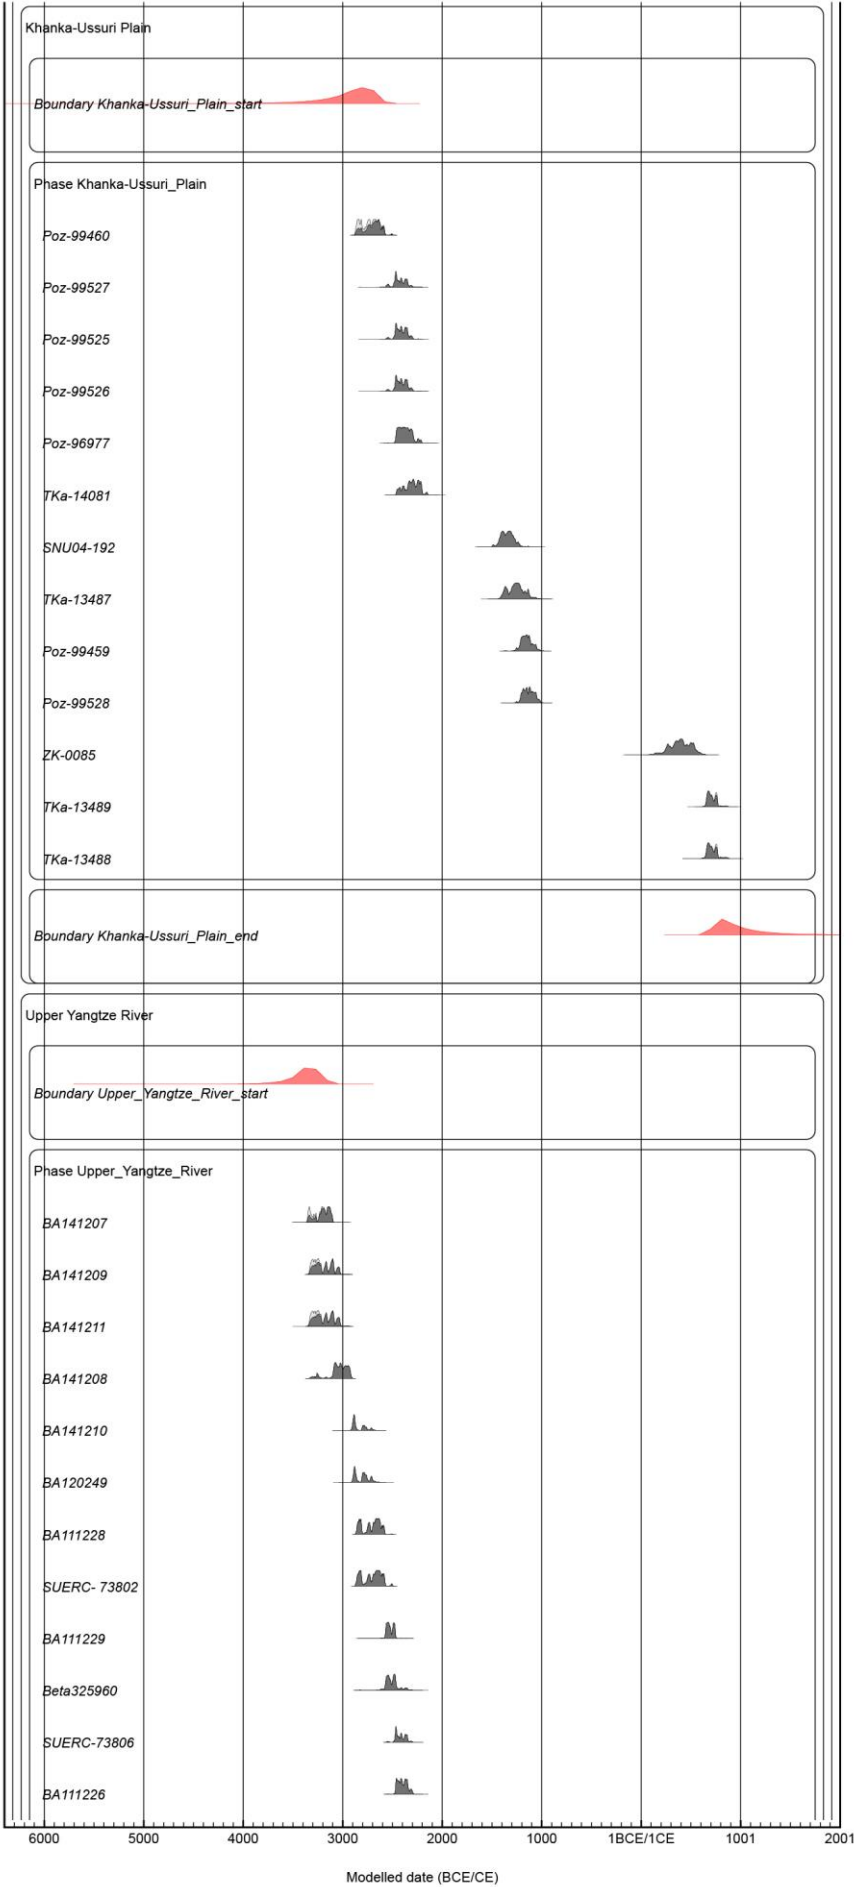 Khanka-Ussuri Plain
Boundary Khanka-Ussuri_Plain_start
Phase Khanka-Ussuri_Plain
Poz-99460
Poz-99527
Poz-99525
Poz-99526
Poz-96977
TKa-14081
SNU04-192
TKa-13487
Poz-99459
Poz-99528
ZK-0085
TKa-13489
TKa-13488
Boundary Khanka-Ussuri_Plain_end
Upper Yangtze River
Boundary Upper_Yangtze_River_start
Phase Upper_Yangtze_River
BA141207
BA141209
BA141211
BA141208
BA141210
BA120249
BA111228
SUERC- 73802
BA111229
Beta325960
SUERC-73806
BA111226
6000 5000 4000 3000 2000 1000 1BCE/1CE 1001 2001
Modelled date (BCE/CE)